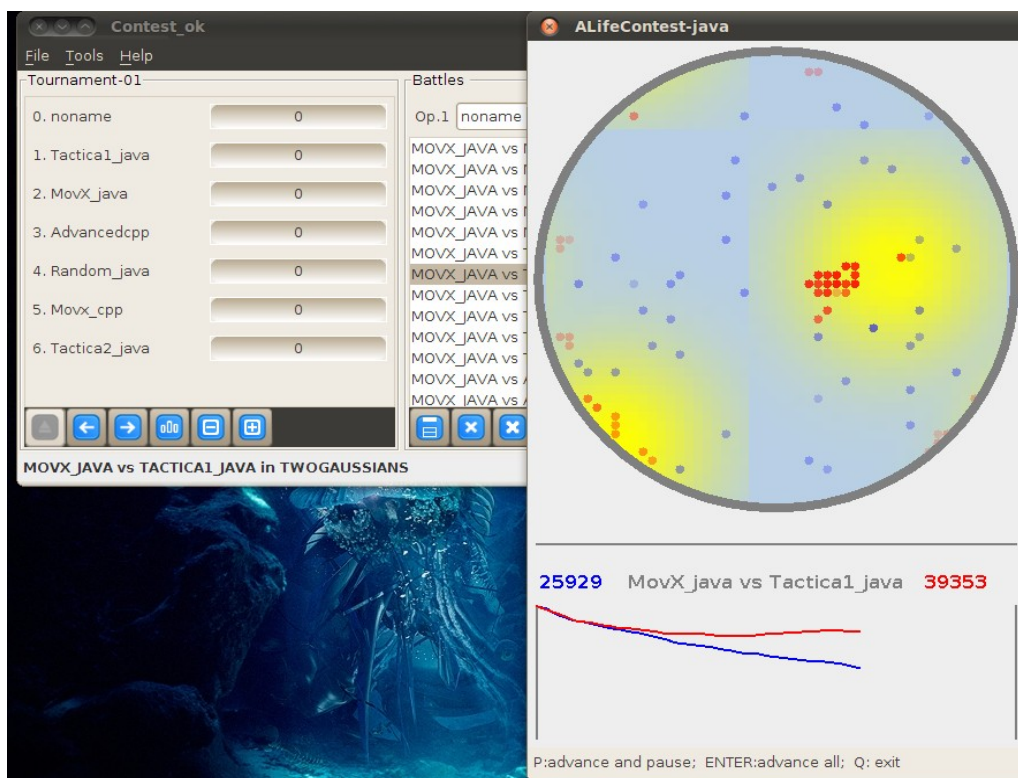 Contest_ok
File Tools Help
Tournament-01
0. noname 0
1. Tactica1_java 0
2. MovX_java 0
3. Advancedcpp 0
4. Random_java 0
5. Movx_cpp 0
6. Tactica2_java 0
Battles
Op.1 noname
MOVX_JAVA vs
MOVX_JAVA vs
MOVX_JAVA vs
MOVX_JAVA vs
MOVX_JAVA vs
MOVX_JAVA vs T
MOVX_JAVA vs T
MOVX_JAVA vs T
MOVX_JAVA vs T
MOVX_JAVA vs T
MOVX_JAVA vs T
MOVX_JAVA vs
MOVX_JAVA vs
MOVX_JAVA vs TACTICA1_JAVA in TWOGAUSSIANS
ALifeContest-java
25929 MovX_java vs Tactica1_java 39353
P:advance and pause; ENTER:advance all; Q: exit